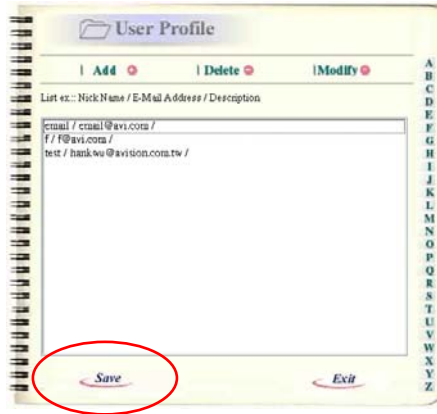 User Profile
| Add | Delete | Modify
List ex.: Nick Name / E-Mail Address / Description
email / email@avi.com /
f / f@avi.com /
test / hankwu@avision.com.tw /
A
B
C
D
E
F
G
H
I
J
K
L
M
N
O
P
Q
R
S
T
U
V
W
X
Y
Z
Save Exit